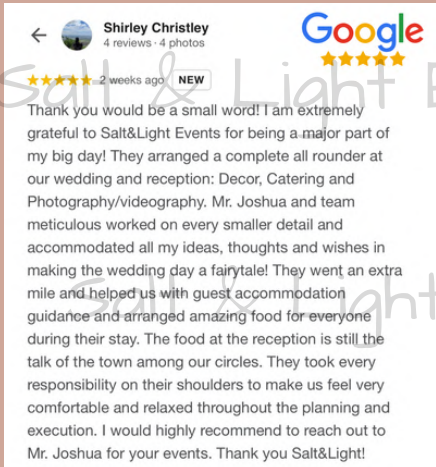 Shirley Christley
4 reviews · 4 photos
Google
2 weeks ago NEW
Salt & Light E
Thank you would be a small word! I am extremely
grateful to Salt&Light Events for being a major part of
my big day! They arranged a complete all rounder at
our wedding and reception: Decor, Catering and
Photography/videography. Mr. Joshua and team
meticulous worked on every smaller detail and
accommodated all my ideas, thoughts and wishes in
making the wedding day a fairytale! They went an extra
mile and helped us with guest accommodation
guidance and arranged amazing food for everyone
during their stay. The food at the reception is still the
talk of the town among our circles. They took every
responsibility on their shoulders to make us feel very
comfortable and relaxed throughout the planning and
execution. I would highly recommend to reach out to
Mr. Joshua for your events. Thank you Salt&Light!
Salt & Light